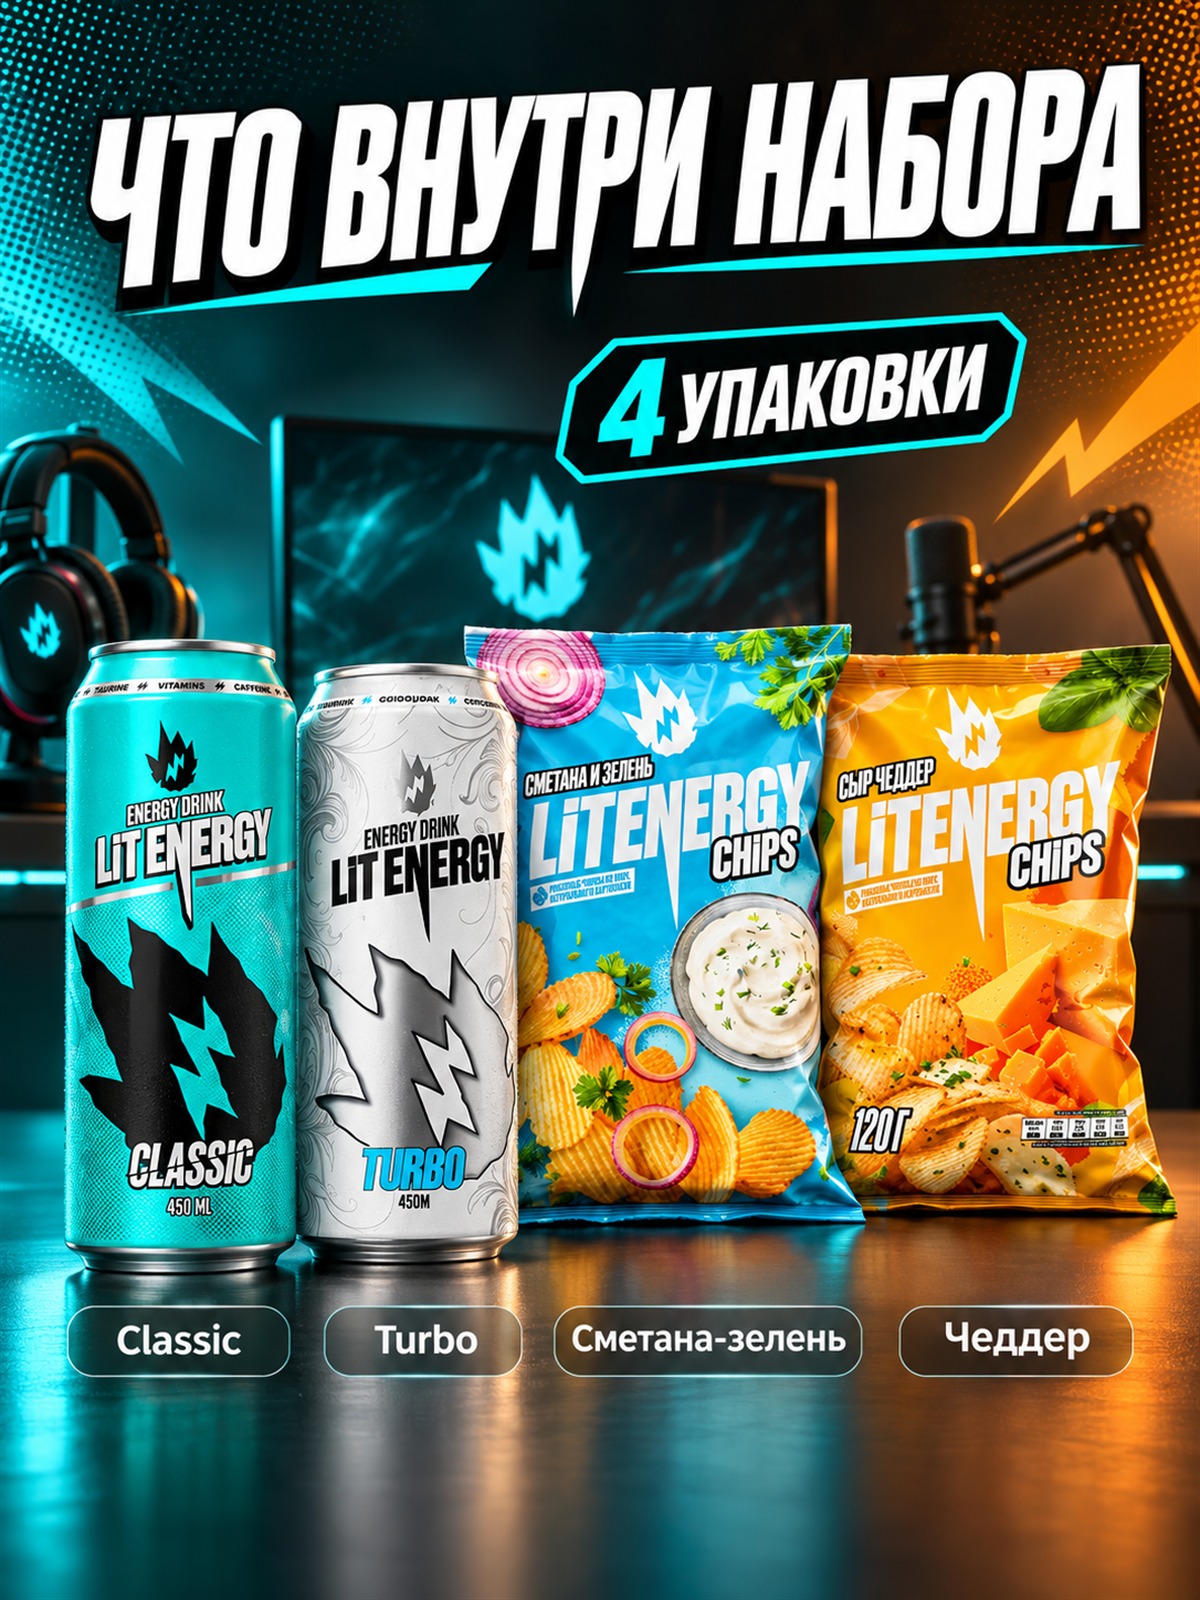 ЧТО ВНУТРИ НАБОРА
4 УПАКОВКИ
TAURINE VITAMINS CAFFEINE
ENERGY DRINK
LIT ENERGY
CLASSIC
450 ML
ENERGY DRINK
LIT ENERGY
TURBO
450M
СМЕТАНА И ЗЕЛЕНЬ
LITENERGY
CHIPS
СЫР ЧЕДДЕР
LITENERGY
CHIPS
120Г
Classic
Turbo
Сметана-зелень
Чеддер